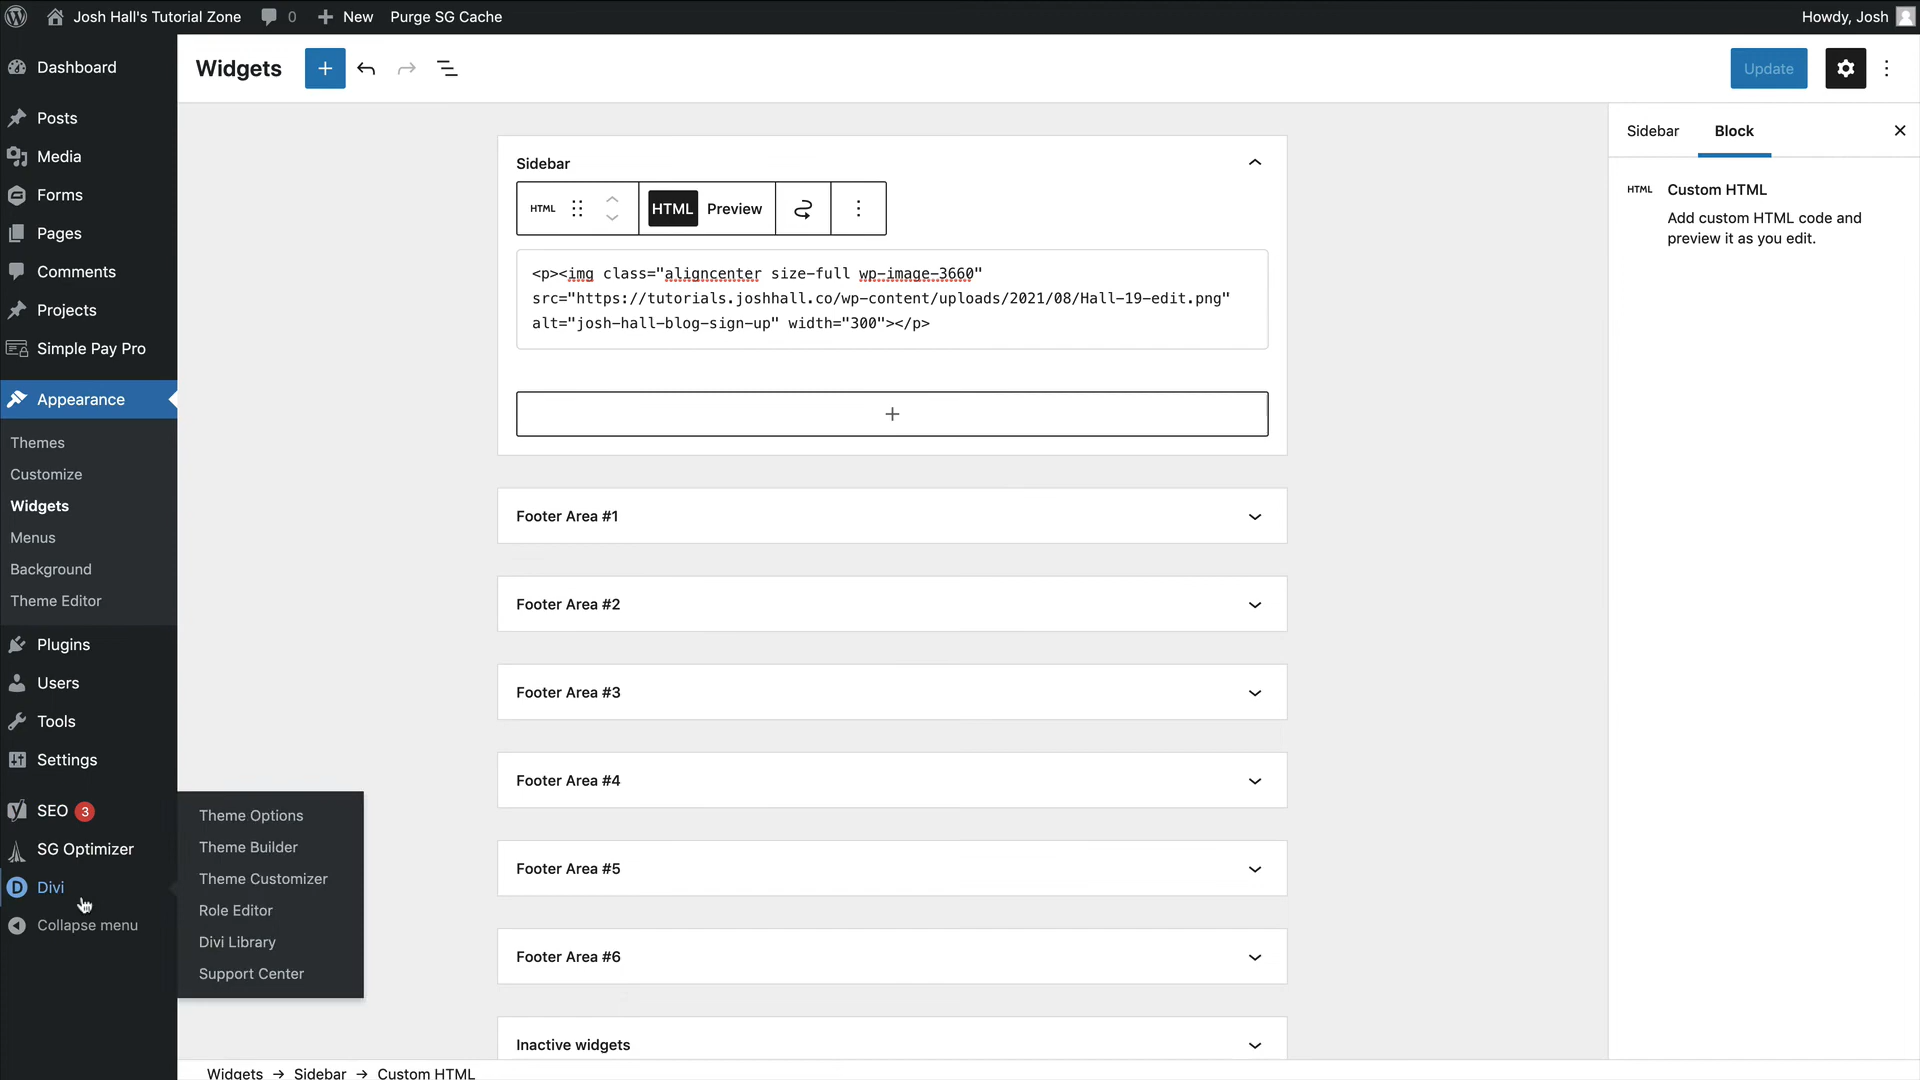 Josh Hall's Tutorial Zone 0 New Purge SG Cache Howdy, Josh
Dashboard
Posts
Media
Forms
Pages
Comments
Projects
Simple Pay Pro
Appearance
Themes
Customize
Widgets
Menus
Background
Theme Editor
Plugins
Users
Tools
Settings
SEO 3
SG Optimizer
Divi
Collapse menu
Theme Options
Theme Builder
Theme Customizer
Role Editor
Divi Library
Support Center
Widgets Update
Sidebar
HTML HTML Preview
<p><img class="aligncenter size-full wp-image-3660"
src="https://tutorials.joshhall.co/wp-content/uploads/2021/08/Hall-19-edit.png"
alt="josh-hall-blog-sign-up" width="300"></p>
Footer Area #1
Footer Area #2
Footer Area #3
Footer Area #4
Footer Area #5
Footer Area #6
Inactive widgets
Widgets → Sidebar → Custom HTML
Sidebar Block
HTML Custom HTML
Add custom HTML code and
preview it as you edit.